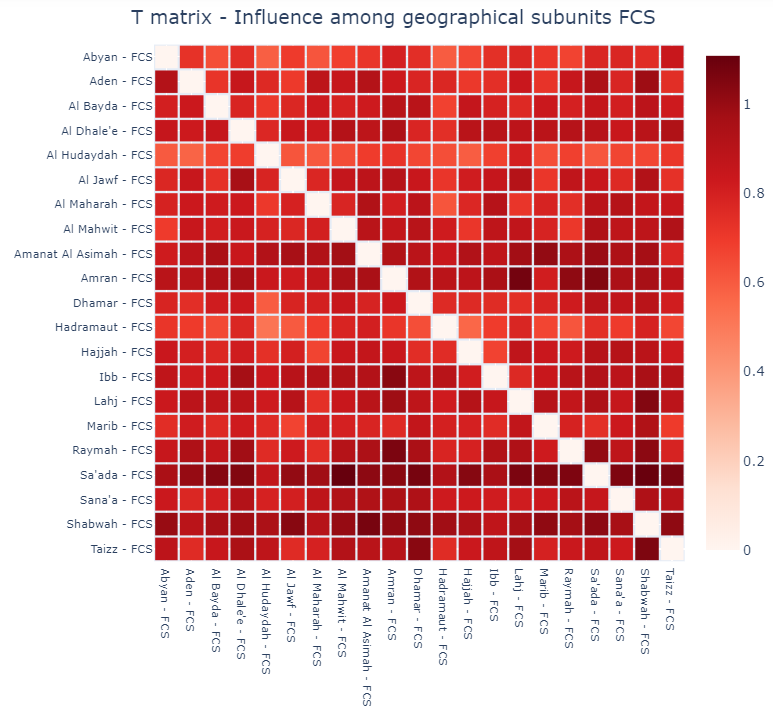 T matrix - Influence among geographical subunits FCS
Abyan - FCS
Aden - FCS
Al Bayda - FCS
Al Dhale'e - FCS
Al Hudaydah - FCS
Al Jawf - FCS
Al Maharah - FCS
Al Mahwit - FCS
Amanat Al Asimah - FCS
Amran - FCS
Dhamar - FCS
Hadramaut - FCS
Hajjah - FCS
Ibb - FCS
Lahj - FCS
Marib - FCS
Raymah - FCS
Sa'ada - FCS
Sana'a - FCS
Shabwah - FCS
Taizz - FCS
Abyan - FCS
Aden - FCS
Al Bayda - FCS
Al Dhale'e - FCS
Al Hudaydah - FCS
Al Jawf - FCS
Al Maharah - FCS
Al Mahwit - FCS
Amanat Al Asimah - FCS
Amran - FCS
Dhamar - FCS
Hadramaut - FCS
Hajjah - FCS
Ibb - FCS
Lahj - FCS
Marib - FCS
Raymah - FCS
Sa'ada - FCS
Sana'a - FCS
Shabwah - FCS
Taizz - FCS
1
0.8
0.6
0.4
0.2
0